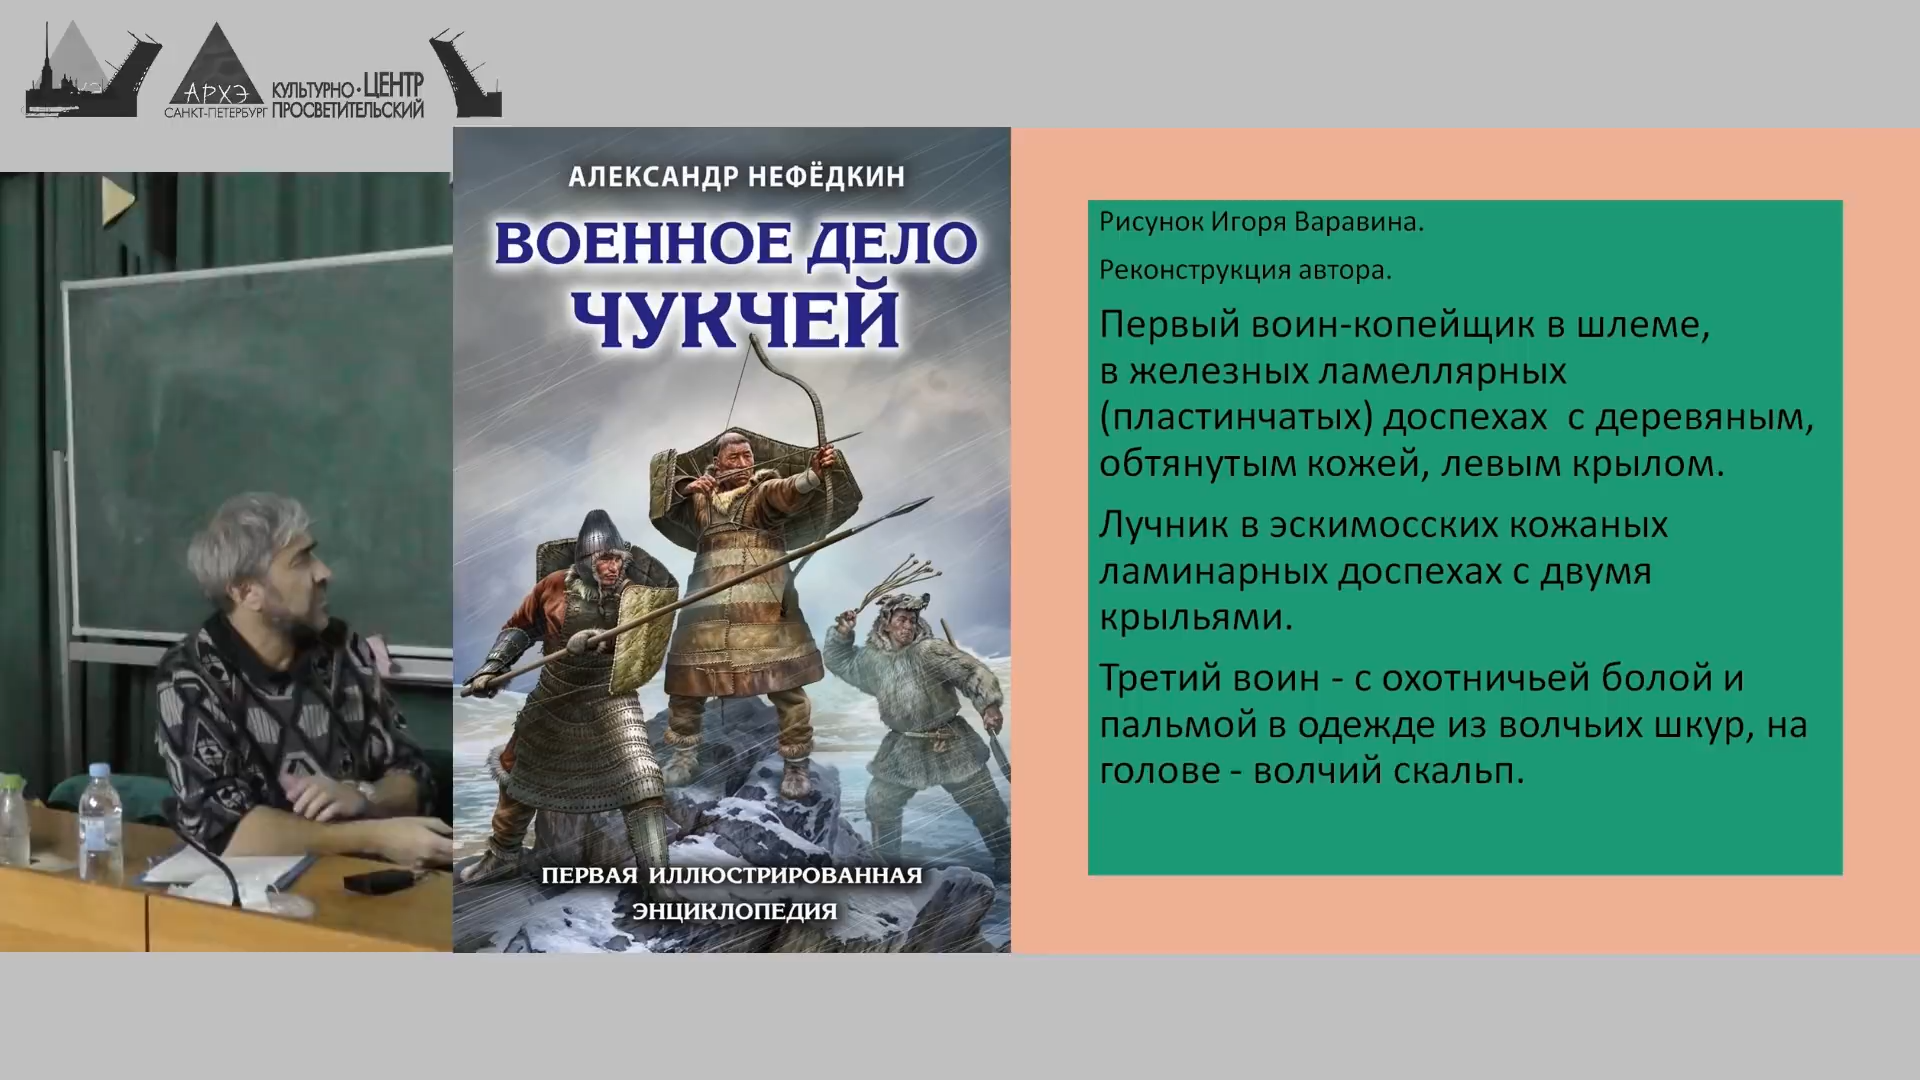 АРХЭ
САНКТ-ПЕТЕРБУРГ
КУЛЬТУРНО·ЦЕНТР
ПРОСВЕТИТЕЛЬСКИЙ
АЛЕКСАНДР НЕФЁДКИН
ВОЕННОЕ ДЕЛО
ЧУКЧЕЙ
ПЕРВАЯ ИЛЛЮСТРИРОВАННАЯ
ЭНЦИКЛОПЕДИЯ
Рисунок Игоря Варавина.
Реконструкция автора.
Первый воин-копейщик в шлеме,
в железных ламеллярных
(пластинчатых) доспехах с деревяным,
обтянутым кожей, левым крылом.
Лучник в эскимосских кожаных
ламинарных доспехах с двумя
крыльями.
Третий воин - с охотничьей болой и
пальмой в одежде из волчьих шкур, на
голове - волчий скальп.